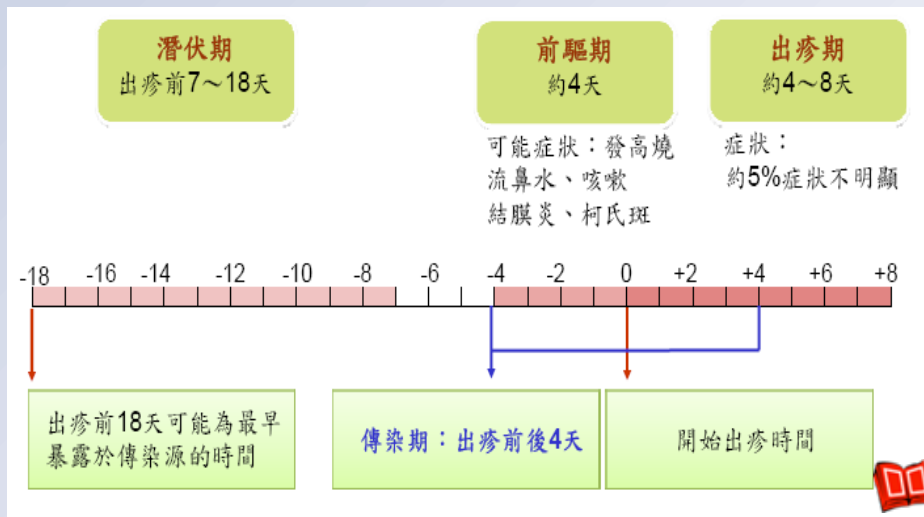 潛伏期
出疹前7～18天
前驅期
約4天
出疹期
約4～8天
可能症狀：發高燒
流鼻水、咳嗽
結膜炎、柯氏斑
症狀：
約5%症狀不明顯
-18 -16 -14 -12 -10 -8 -6 -4 -2 0 +2 +4 +6 +8
出疹前18天可能為最早
暴露於傳染源的時間
傳染期：出疹前後4天
開始出疹時間